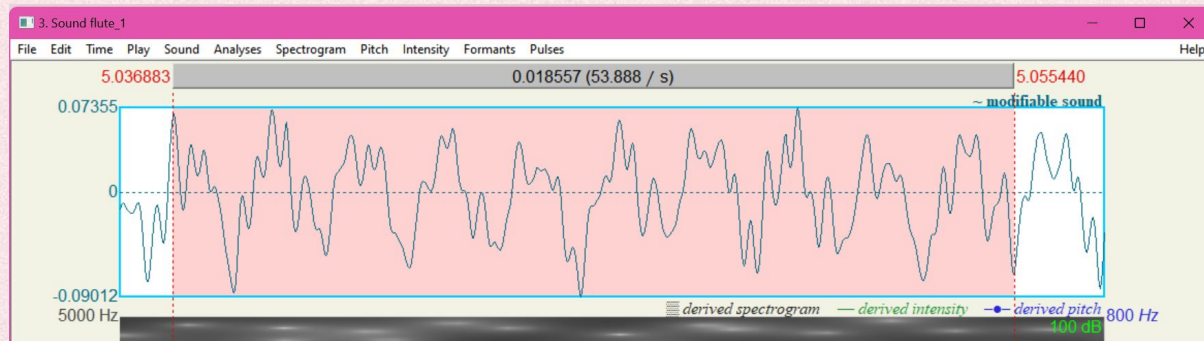 3. Sound flute_1
File Edit Time Play Sound Analyses Spectrogram Pitch Intensity Formants Pulses Help
5.036883 0.018557 (53.888 / s) 5.055440
0.07355 ~ modifiable sound
0
-0.09012
5000 Hz derived spectrogram derived intensity derived pitch 800 Hz
100 dB